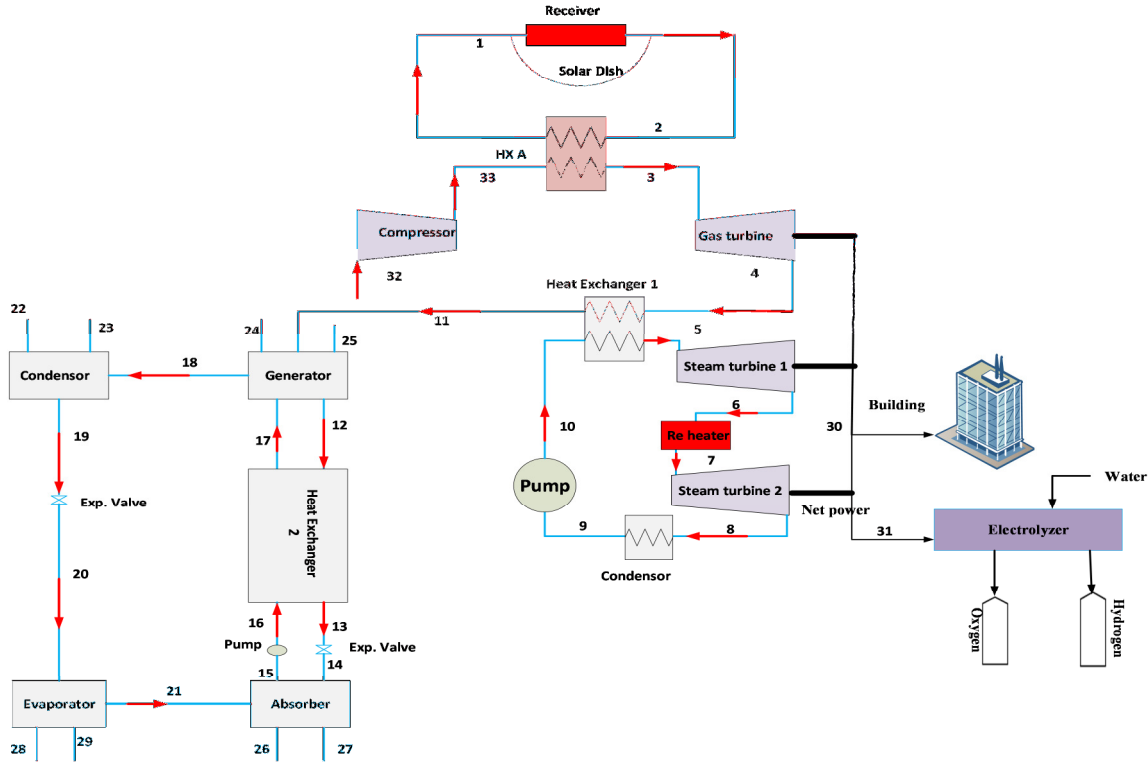 Receiver
1
Solar Dish
2
HX A
33
3
Compressor
Gas turbine
32
4
Heat Exchanger 1
22
23
24
11
25
5
18
Condensor
Generator
Steam turbine 1
6
Building
19
17
12
10
Re heater
30
7
Exp. Valve
Pump
Steam turbine 2
Water
Net power
Heat Exchanger
2
9
8
31
Electrolyzer
20
Condensor
16
13
Pump
Exp. Valve
15
14
Oxygen
Hydrogen
21
Evaporator
Absorber
28
29
26
27